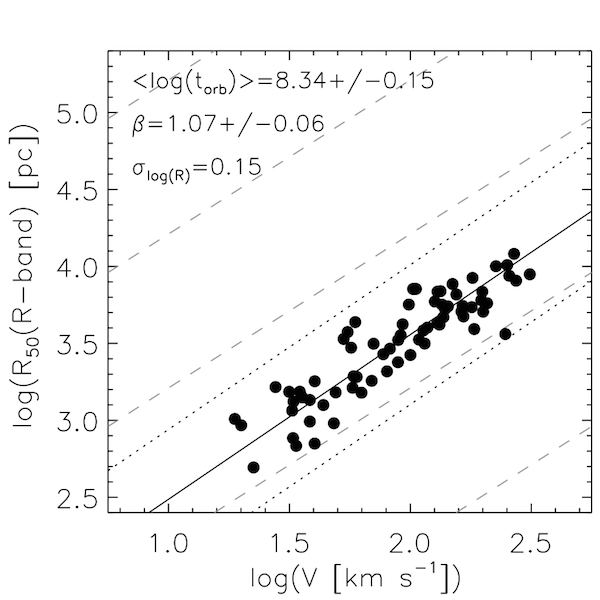 <log(t_orb)>=8.34+/-0.15
β=1.07+/-0.06
σ_log(R)=0.15
5.0
4.5
4.0
3.5
3.0
2.5
log(R_50(R-band) [pc])
1.0 1.5 2.0 2.5
log(V [km s^-1])